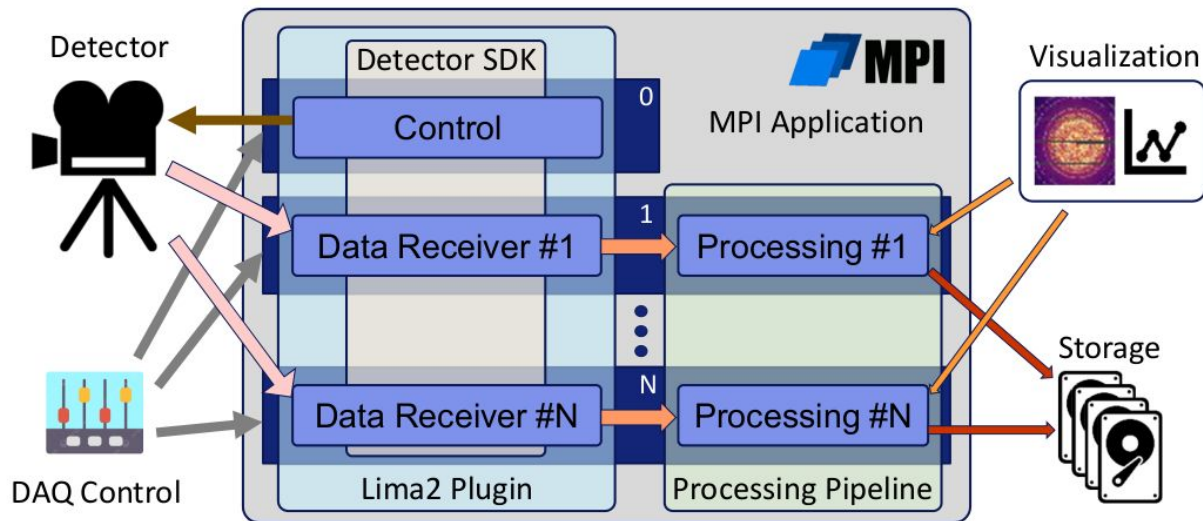 Detector
Detector SDK
MPI
Visualization
0
Control
MPI Application
1
Data Receiver #1
Processing #1
N
Storage
Data Receiver #N
Processing #N
DAQ Control
Lima2 Plugin
Processing Pipeline